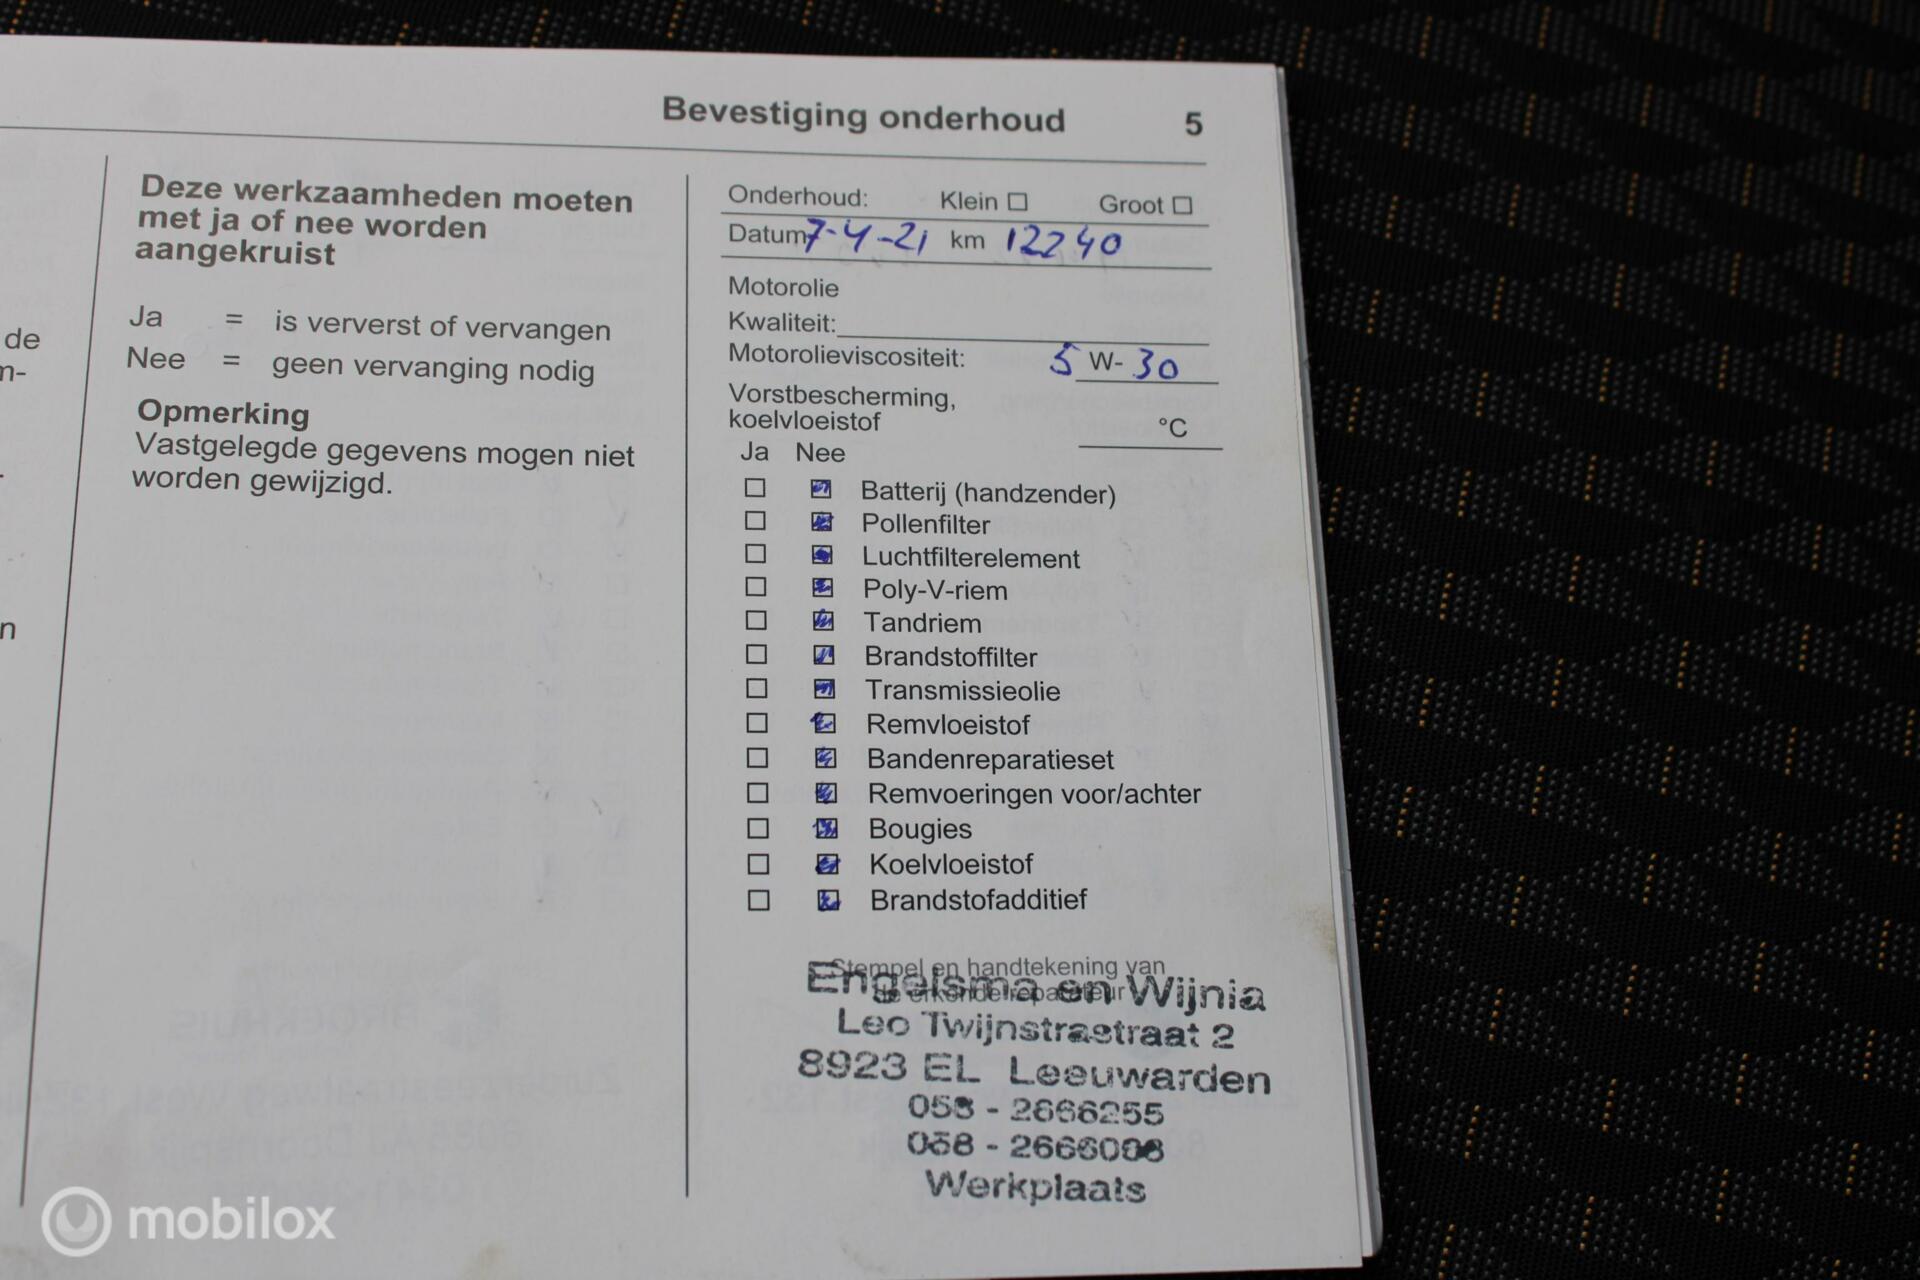 Bevestiging onderhoud 5
de
m-
n
Deze werkzaamheden moeten
met ja of nee worden
aangekruist
Ja = is ververst of vervangen
Nee = geen vervanging nodig
Opmerking
Vastgelegde gegevens mogen niet
worden gewijzigd.
Onderhoud: Klein Groot
Datum 7-4-21 km 12240
Motorolie
Kwaliteit:
Motorolieviscositeit: 5 W- 30
Vorstbescherming,
koelvloeistof °C
Ja Nee
Batterij (handzender)
Pollenfilter
Luchtfilterelement
Poly-V-riem
Tandriem
Brandstoffilter
Transmissieolie
Remvloeistof
Bandenreparatieset
Remvoeringen voor/achter
Bougies
Koelvloeistof
Brandstofadditief
Stempel en handtekening van
de erkende reparateur
Engelsma en Wijnia
Leo Twijnstrastraat 2
8923 EL Leeuwarden
058 - 2666255
058 -
Werkplaats
mobilox